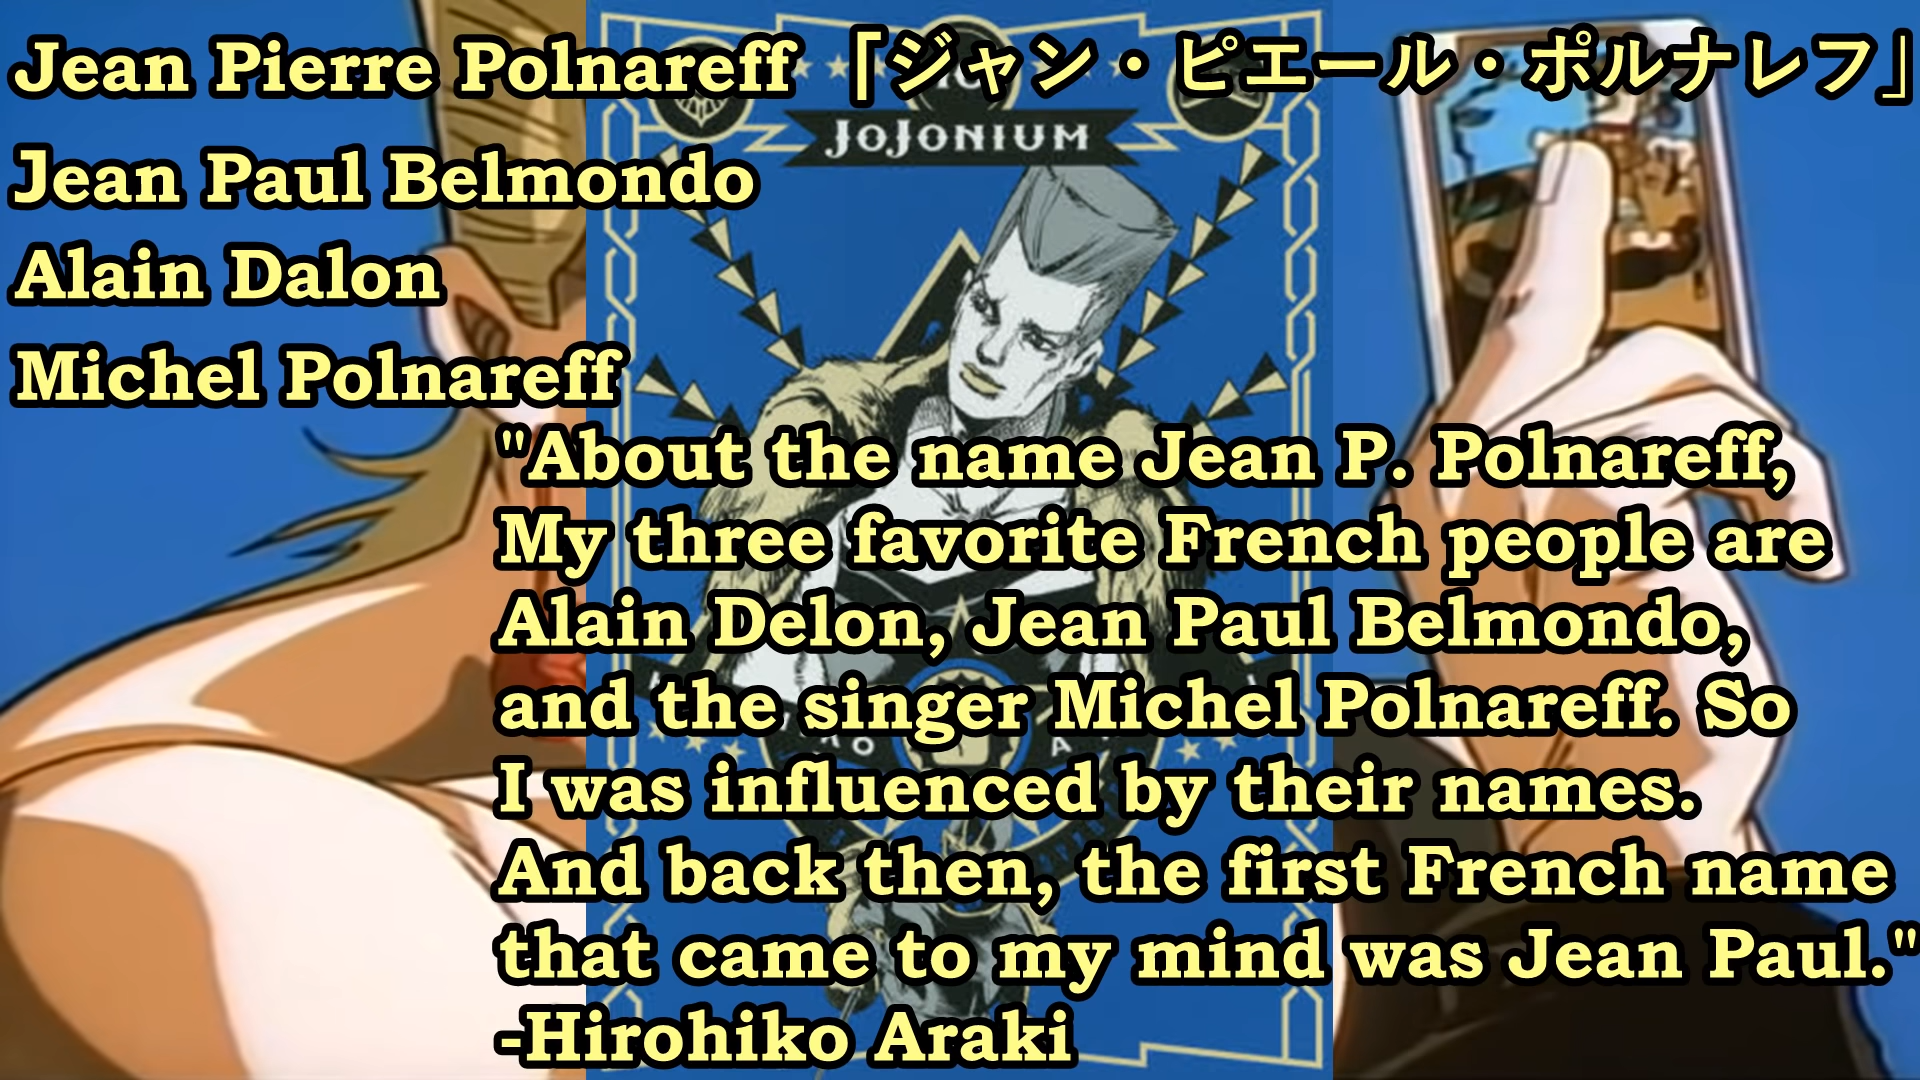 Jean Pierre Polnareff 「ジャン・ピエール・ポルナレフ」
JOJONIUM
Jean Paul Belmondo
Alain Dalon
Michel Polnareff
"About the name Jean P. Polnareff,
My three favorite French people are
Alain Delon, Jean Paul Belmondo,
and the singer Michel Polnareff. So
I was influenced by their names.
And back then, the first French name
that came to my mind was Jean Paul."
-Hirohiko Araki